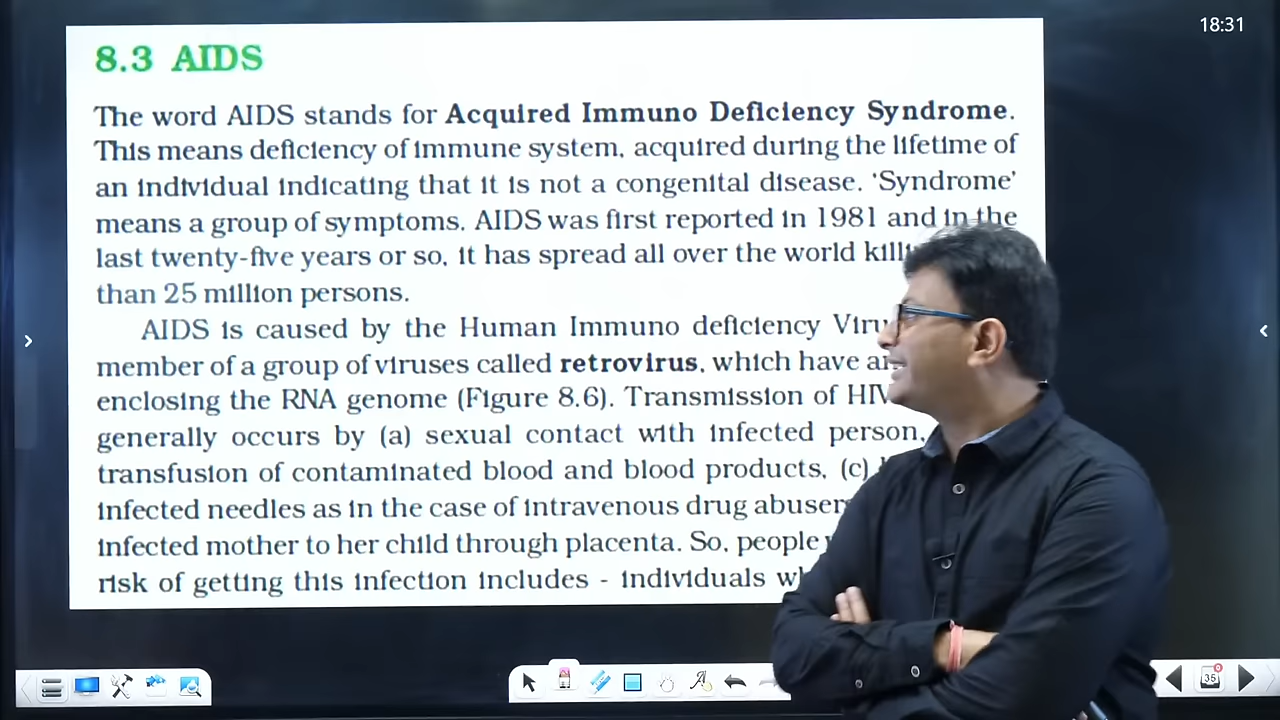 18:31
8.3 AIDS
The word AIDS stands for Acquired Immuno Deficiency Syndrome.
This means deficiency of immune system, acquired during the lifetime of
an individual indicating that it is not a congenital disease. ‘Syndrome’
means a group of symptoms. AIDS was first reported in 1981 and in the
last twenty-five years or so, it has spread all over the world
than 25 million persons.
AIDS is caused by the Human Immuno deficiency
member of a group of viruses called retrovirus, which have
enclosing the RNA genome (Figure 8.6). Transmission of
generally occurs by (a) sexual contact with infected person,
transfusion of contaminated blood and blood products, (c)
infected needles as in the case of intravenous drug
infected mother to her child through placenta. So, people
risk of getting this infection includes - individuals
35